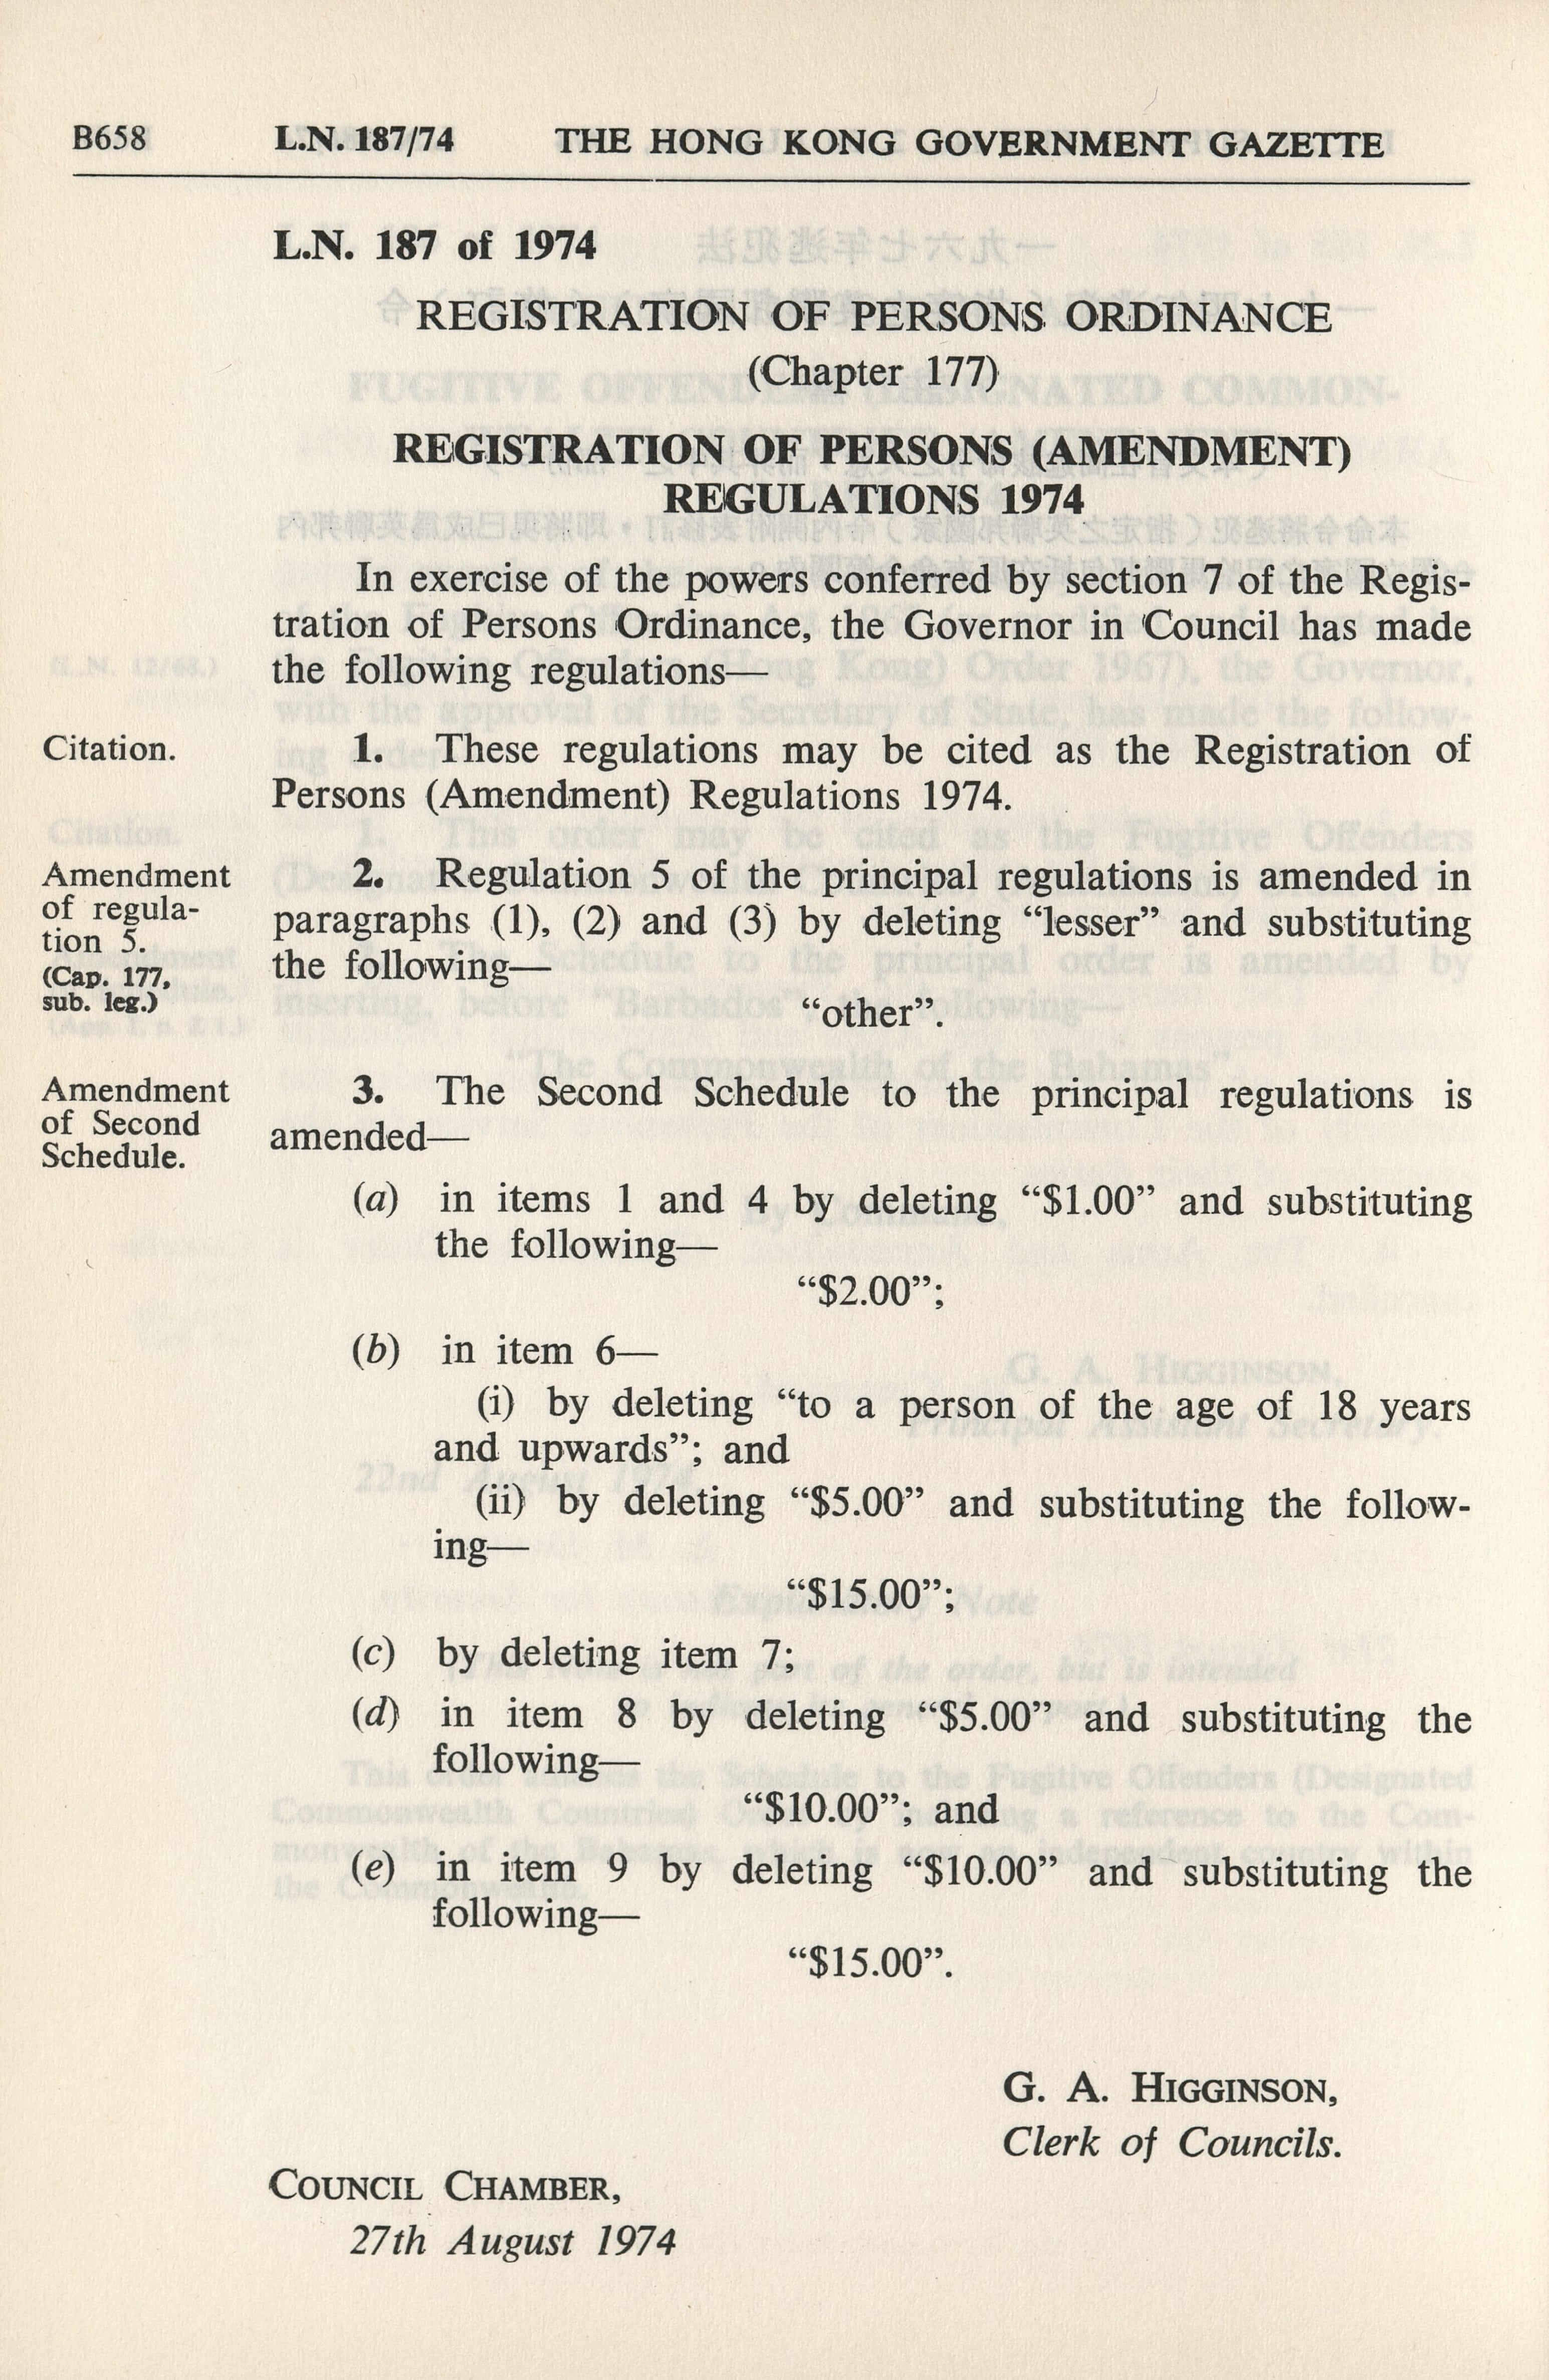 B658 L.N. 187/74 THE HONG KONG GOVERNMENT GAZETTE
L.N. 187 of 1974
REGISTRATION OF PERSONS ORDINANCE
(Chapter 177)
REGISTRATION OF PERSONS (AMENDMENT)
REGULATIONS 1974
In exercise of the powers conferred by section 7 of the Regis-
tration of Persons Ordinance, the Governor in Council has made
the following regulations—
Citation.
1. These regulations may be cited as the Registration of
Persons (Amendment) Regulations 1974.
Amendment
of regula-
tion 5.
(Cap. 177,
sub. leg.)
2. Regulation 5 of the principal regulations is amended in
paragraphs (1), (2) and (3) by deleting “lesser” and substituting
the following—
“other”.
Amendment
of Second
Schedule.
3. The Second Schedule to the principal regulations is
amended—
(a) in items 1 and 4 by deleting “$1.00” and substituting
the following—
“$2.00”;
(b) in item 6—
(i) by deleting “to a person of the age of 18 years
and upwards”; and
(ii) by deleting “$5.00” and substituting the follow-
ing—
“$15.00”;
(c) by deleting item 7;
(d) in item 8 by deleting “$5.00” and substituting the
following—
“$10.00”; and
(e) in item 9 by deleting “$10.00” and substituting the
following—
“$15.00”.
G. A. HIGGINSON,
Clerk of Councils.
COUNCIL CHAMBER,
27th August 1974